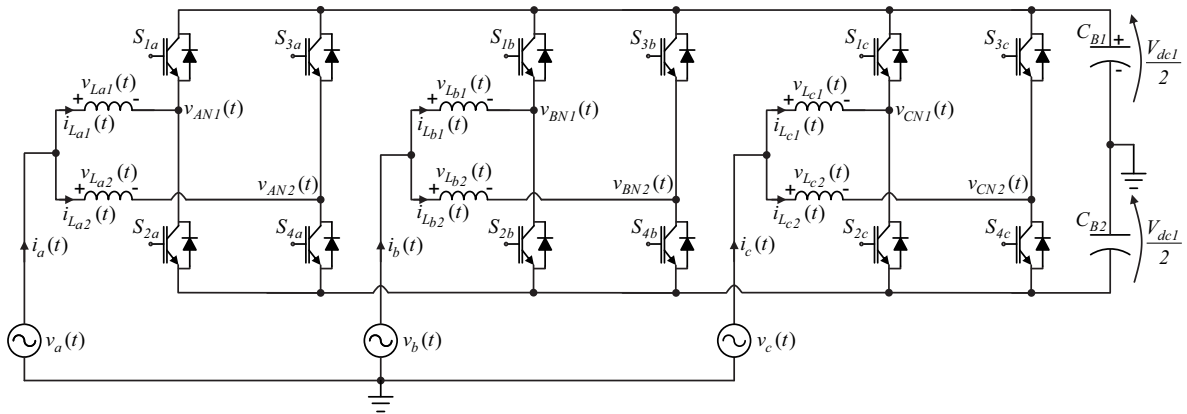 S1a
S3a
S1b
S3b
S1c
S3c
CB1
+
-
Vdc1
2
vLa1(t)
+ -
iLa1(t)
vAN1(t)
vLb1(t)
+ -
iLb1(t)
vBN1(t)
vLc1(t)
+ -
iLc1(t)
vCN1(t)
vLa2(t)
+ -
iLa2(t)
vAN2(t)
vLb2(t)
+ -
iLb2(t)
vBN2(t)
vLc2(t)
+ -
iLc2(t)
vCN2(t)
S2a
S4a
S2b
S4b
S2c
S4c
CB2
Vdc1
2
ia(t)
ib(t)
ic(t)
va(t)
vb(t)
vc(t)